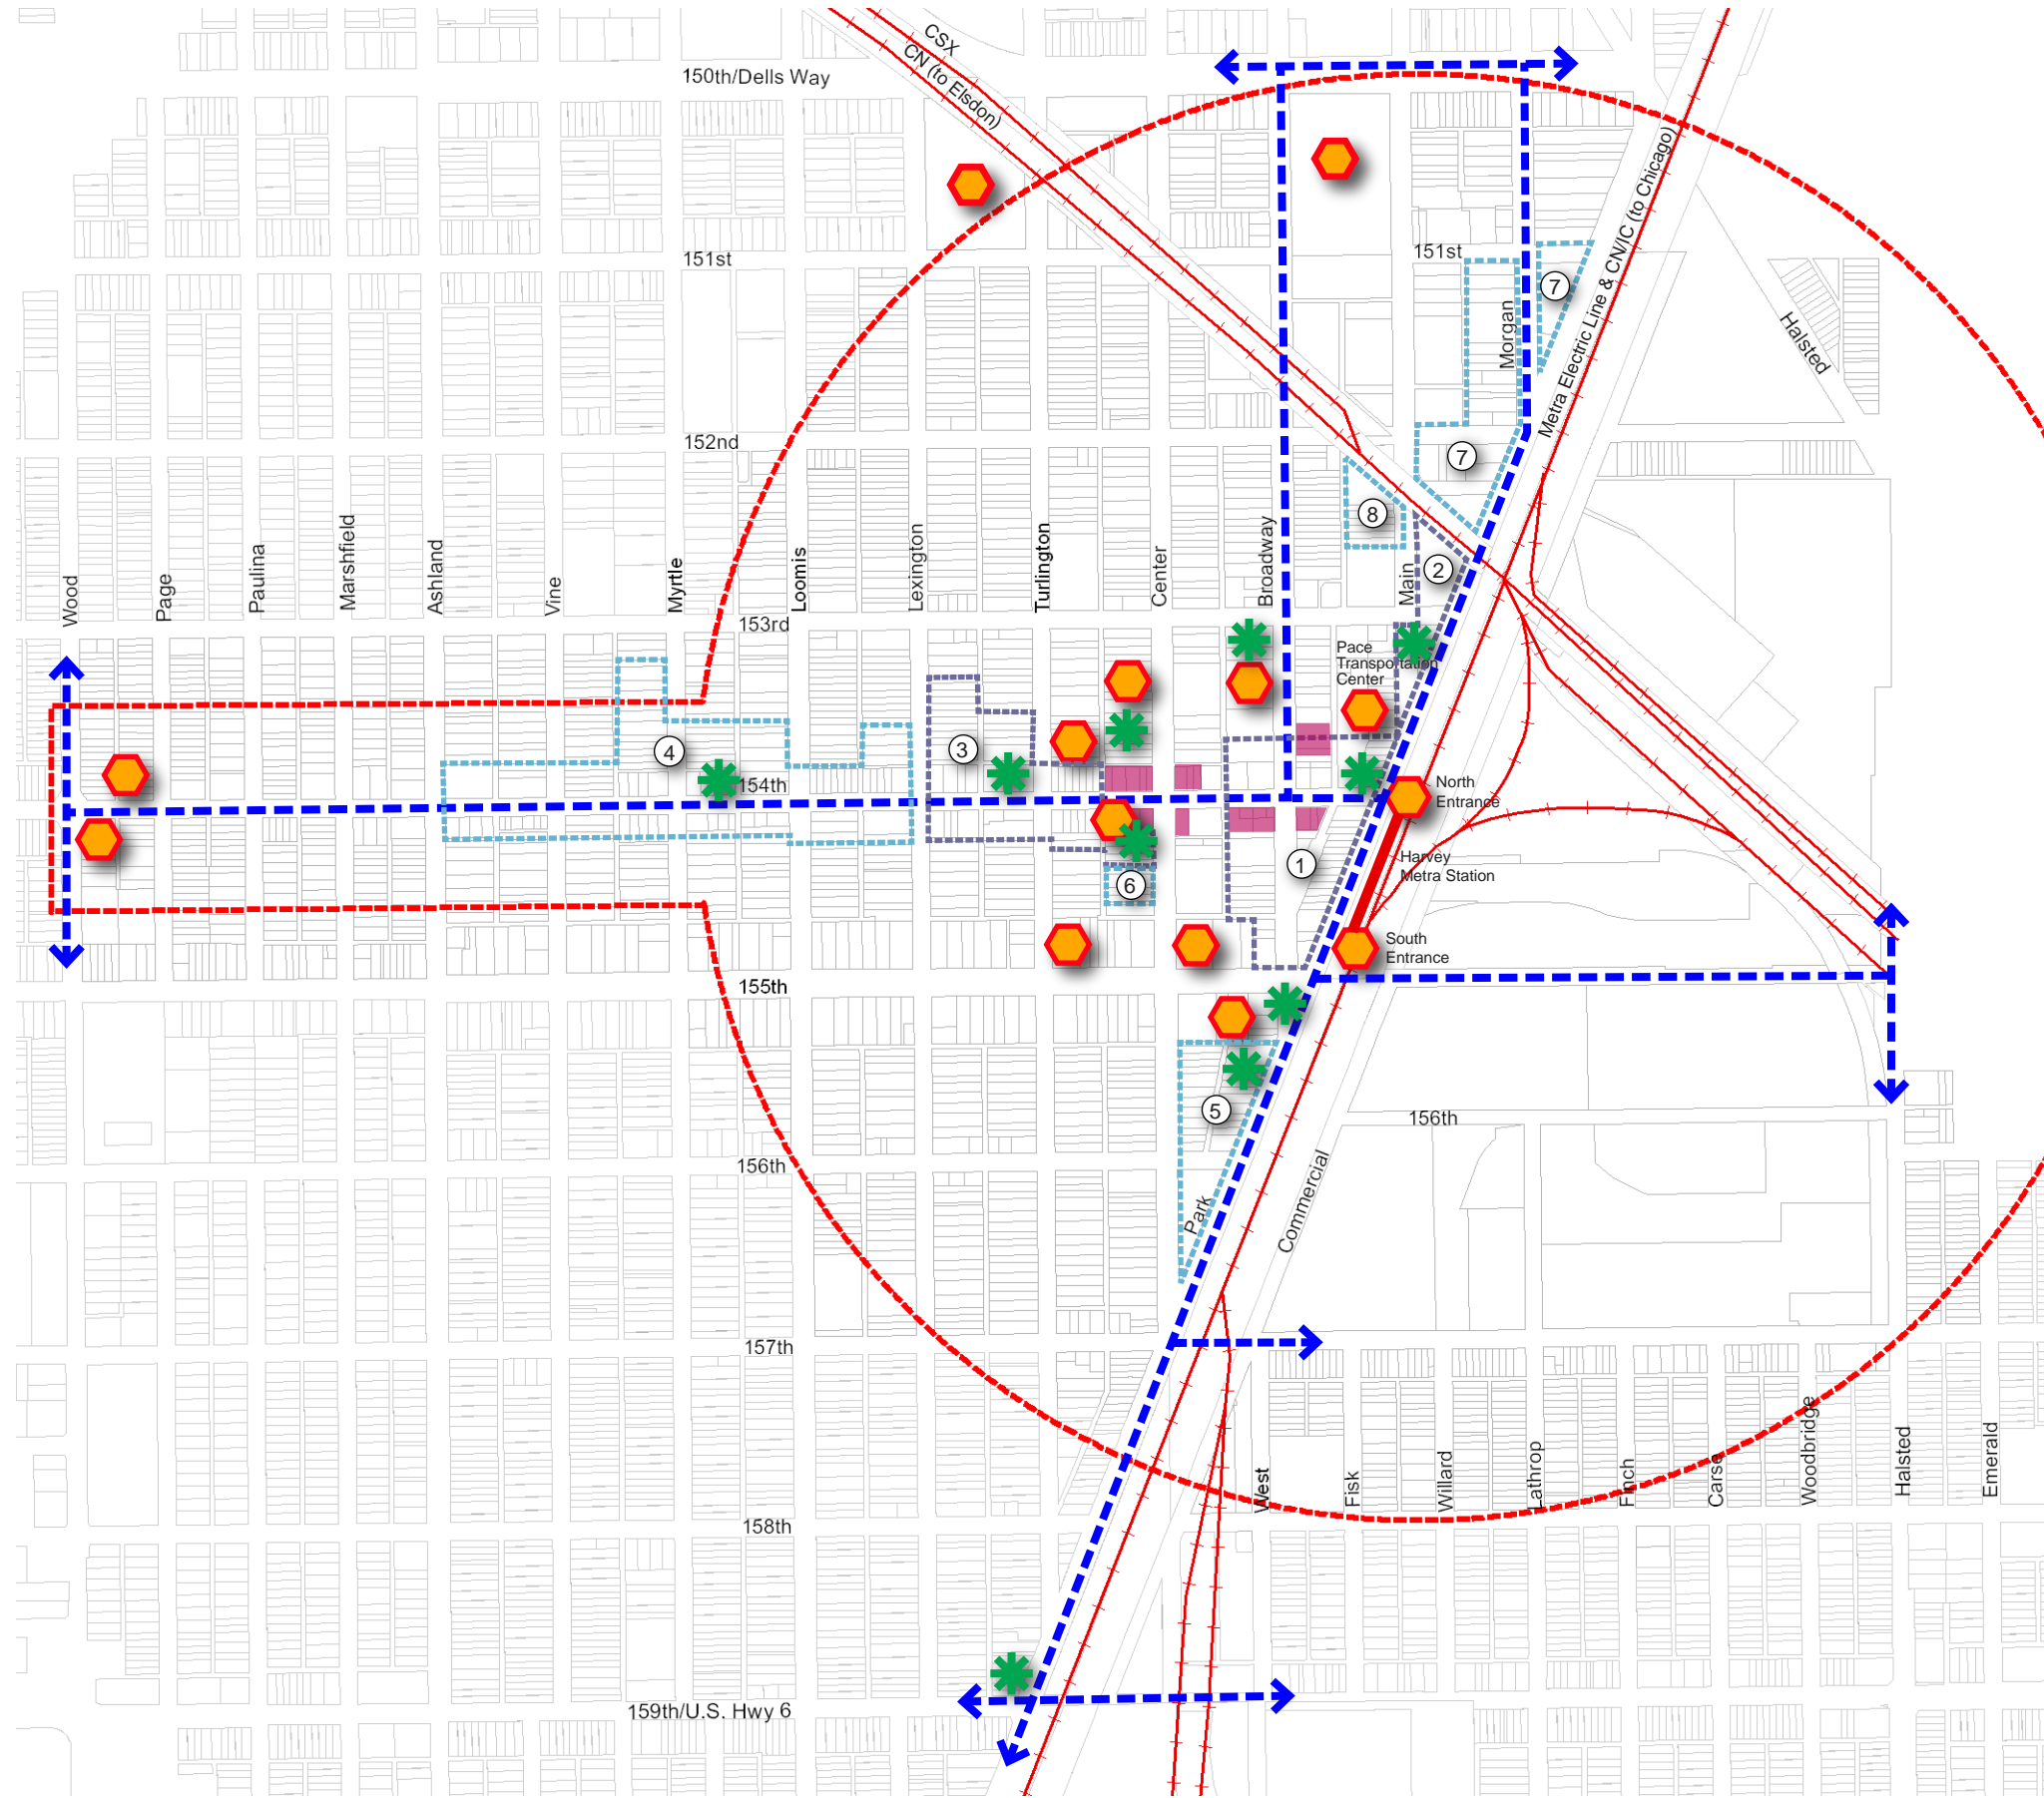 CSX
CN (to Elsdon)
150th/Dells Way
Metra Electric Line & CN/IC (to Chicago)
151st
151st
7
Morgan
Halsted
152nd
7
8
2
Wood
Page
Paulina
Marshfield
Ashland
Vine
Myrtle
Loomis
Lexington
Turlington
Center
Broadway
Main
153rd
Pace
Transportation
Center
4
3
154th
North
Entrance
1
Harvey
Metra Station
6
South
Entrance
155th
5
156th
156th
Park
Commercial
157th
West
Fisk
Willard
Lathrop
Finch
Carse
Woodbridge
Halsted
Emerald
158th
159th/U.S. Hwy 6